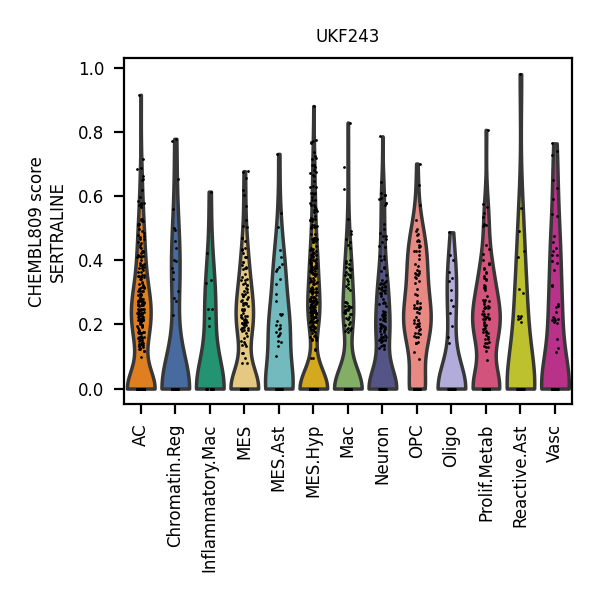 UKF243
CHEMBL809 score
SERTRALINE
1.0
0.8
0.6
0.4
0.2
0.0
AC
Chromatin.Reg
Inflammatory.Mac
MES
MES.Ast
MES.Hyp
Mac
Neuron
OPC
Oligo
Prolif.Metab
Reactive.Ast
Vasc